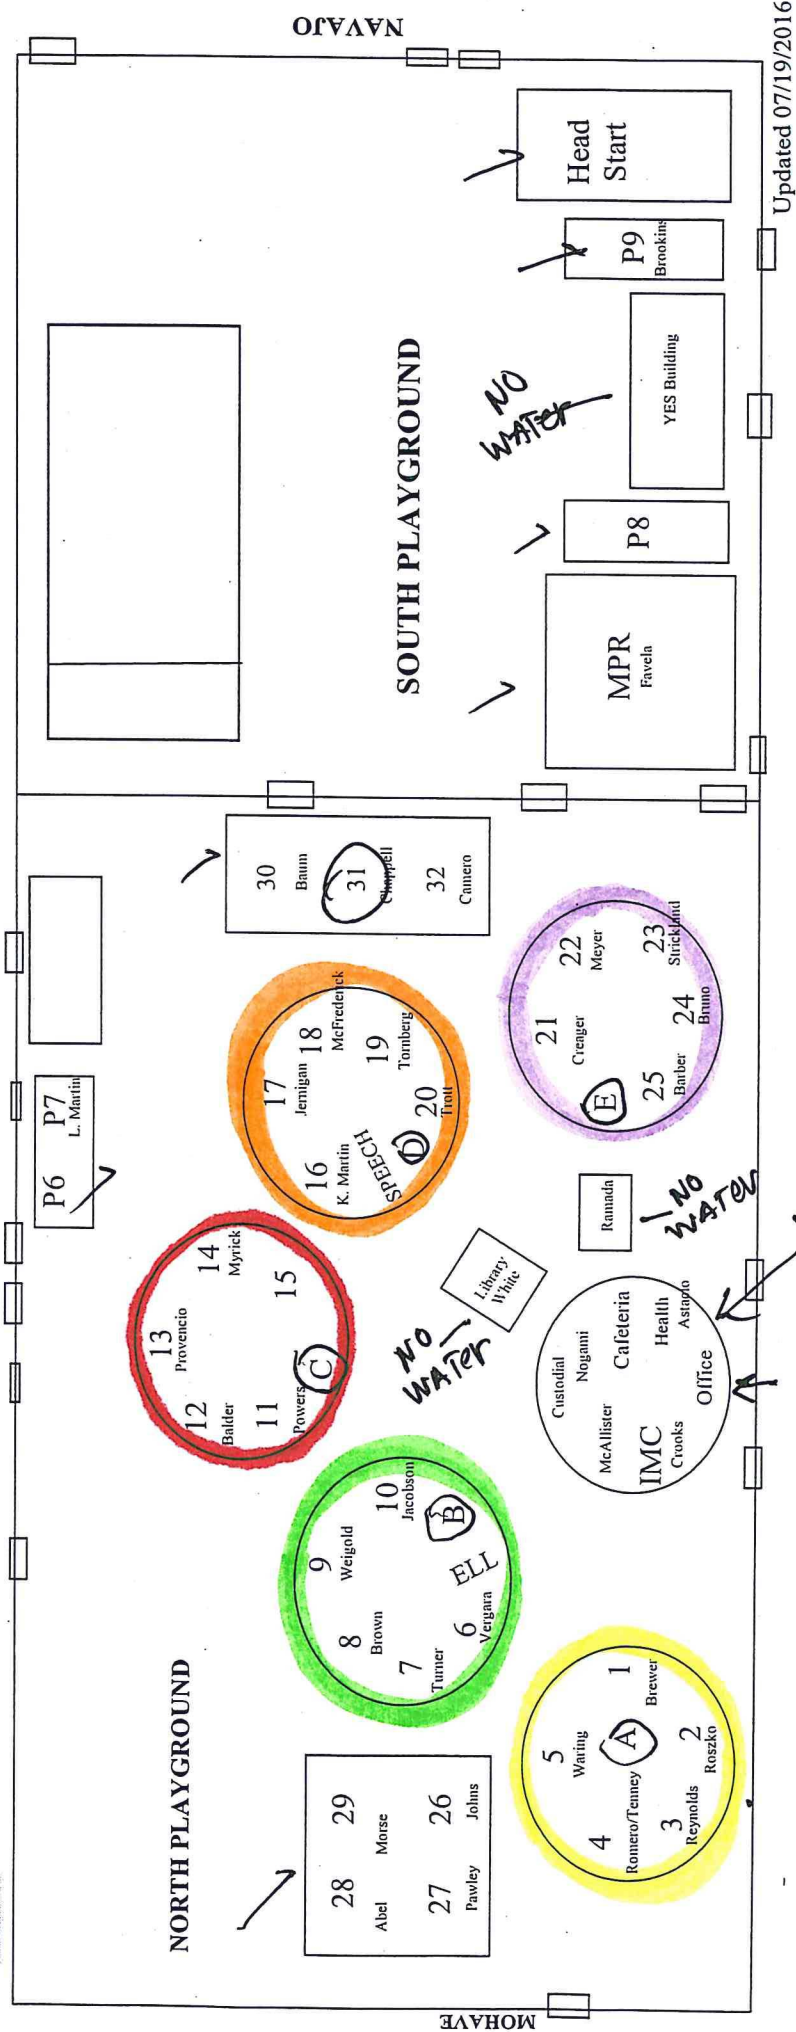 NAVAJO
Updated 07/19/2016
Head
Start
P9
Brookins
YES Building
NO
WATER
SOUTH PLAYGROUND
P8
MPR
Favela
30
Baum
31
Chappell
32
Camero
P6
P7
L. Martin
17
Jernigan
18
McFrederick
19
Tornberg
20
Trott
16
K. Martin
SPEECH
D
22
Meyer
23
Strickland
21
Creager
24
Bruno
25
Barber
E
Ramada
NO
WATER
Library
White
NO
WATER
14
Myrick
15
13
Provencio
12
Balder
11
Powers
C
Custodial
Nogami
Cafeteria
Health
Astacio
McAllister
IMC
Crooks
Office
10
Jacobson
9
Weigold
8
Brown
7
Turner
6
Vergara
ELL
B
NORTH PLAYGROUND
29
Morse
28
Abel
27
Pawley
26
Johns
5
Waring
1
Brewer
A
4
Romero/Tenney
2
Roszko
3
Reynolds
MOHAVE